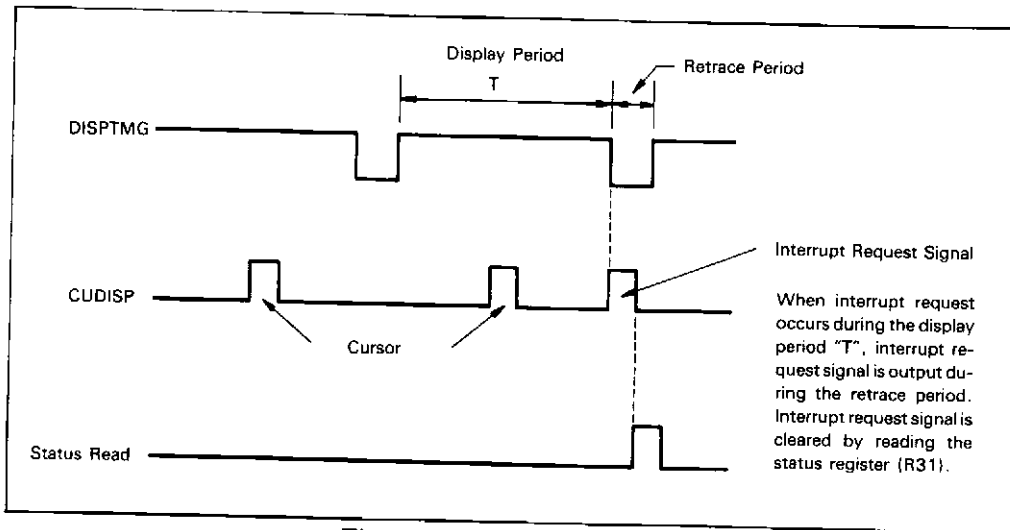 Display Period
Retrace Period
T
DISPTMG
Interrupt Request Signal
CUDISP
When interrupt request
occurs during the display
period "T", interrupt re-
quest signal is output du-
ring the retrace period.
Interrupt request signal is
cleared by reading the
status register (R31).
Cursor
Status Read